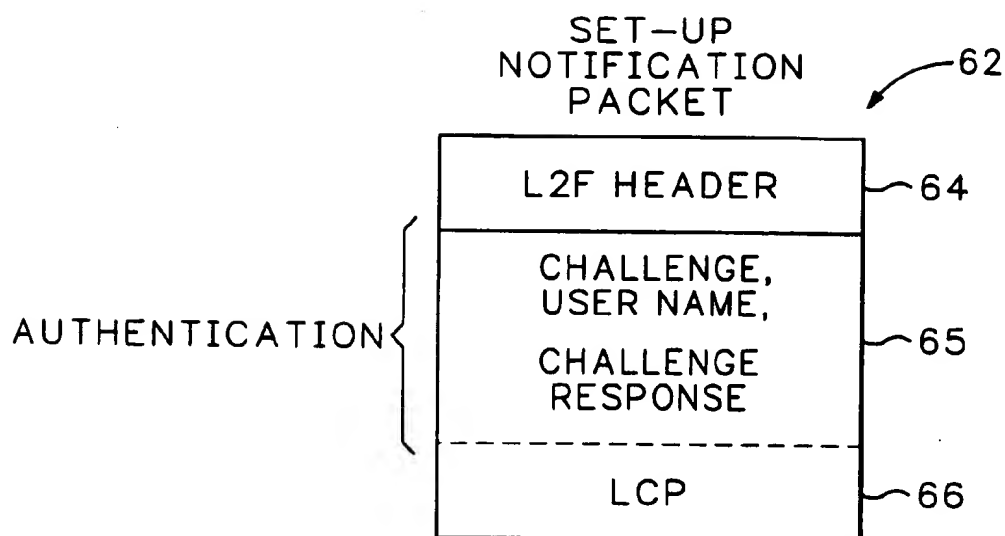 SET-UP
NOTIFICATION
PACKET
62
L2F HEADER
64
CHALLENGE,
USER NAME,
AUTHENTICATION
CHALLENGE
RESPONSE
65
LCP
66